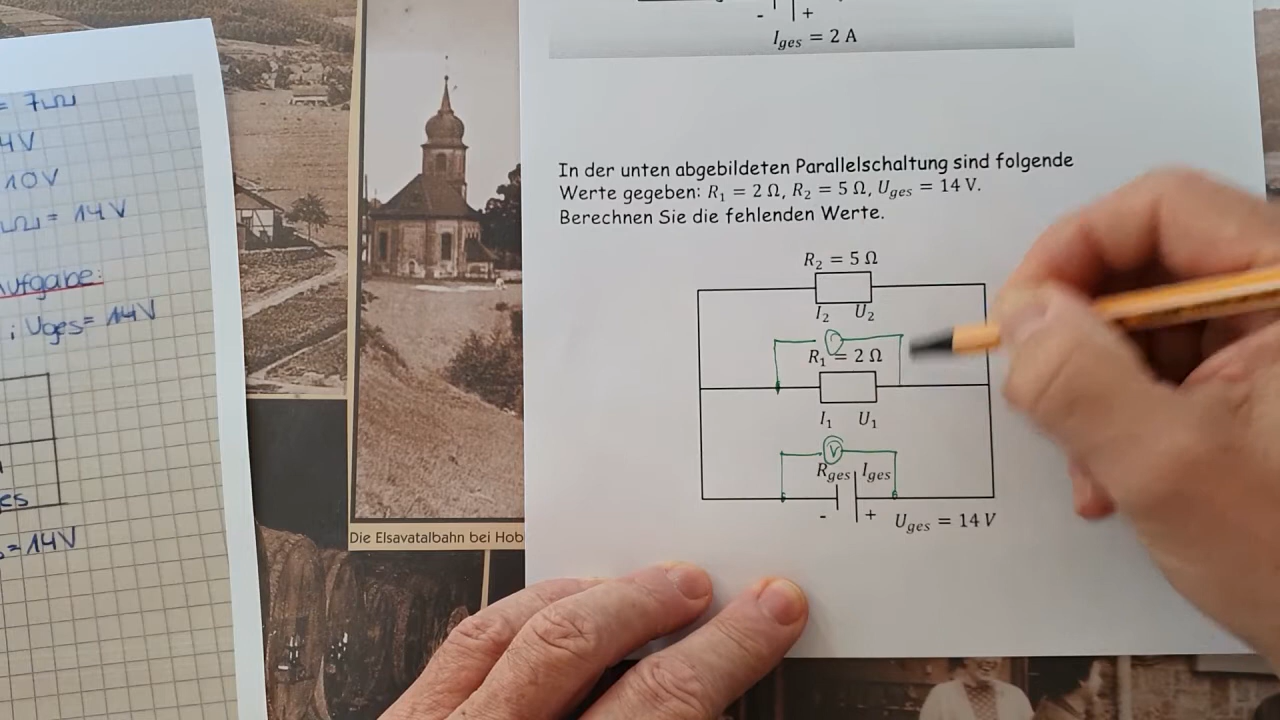 = 7Ω
4V
10V
Ω = 14V
Aufgabe:
; Uges = 14V
es
= 14V
Die Elsavatalbahn bei Hob
- +
I_ges = 2 A
In der unten abgebildeten Parallelschaltung sind folgende
Werte gegeben: R₁ = 2 Ω, R₂ = 5 Ω, U_ges = 14 V.
Berechnen Sie die fehlenden Werte.
R₂ = 5 Ω
I₂ U₂
R₁ = 2 Ω
I₁ U₁
V
R_ges I_ges
- + U_ges = 14 V